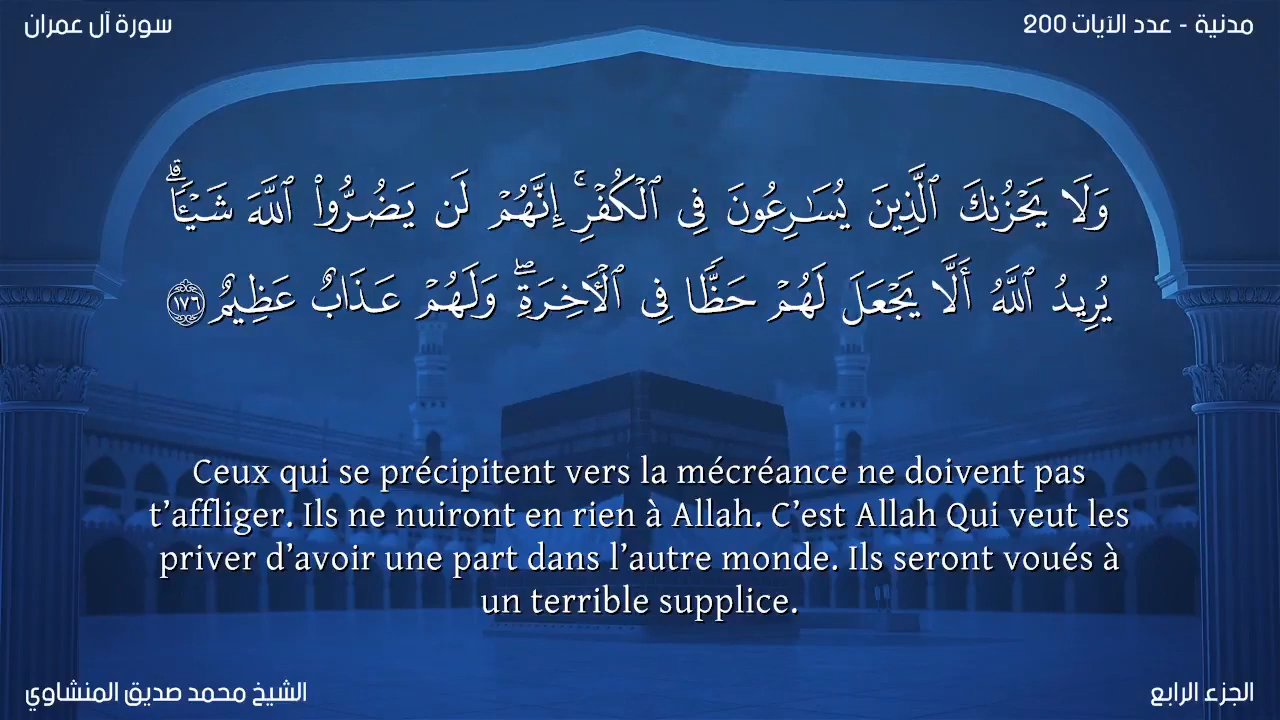 سورة آل عمران
مدنية - عدد الآيات 200
وَلَا يَحْزُنكَ ٱلَّذِينَ يُسَـٰرِعُونَ فِى ٱلْكُفْرِ ۚ إِنَّهُمْ لَن يَضُرُّوا۟ ٱللَّهَ شَيْـًٔا ۗ
يُرِيدُ ٱللَّهُ أَلَّا يَجْعَلَ لَهُمْ حَظًّا فِى ٱلْـَٔاخِرَةِ ۖ وَلَهُمْ عَذَابٌ عَظِيمٌ ١٧٦
Ceux qui se précipitent vers la mécréance ne doivent pas
t’affliger. Ils ne nuiront en rien à Allah. C’est Allah Qui veut les
priver d’avoir une part dans l’autre monde. Ils seront voués à
un terrible supplice.
الشيخ محمد صديق المنشاوي
الجزء الرابع